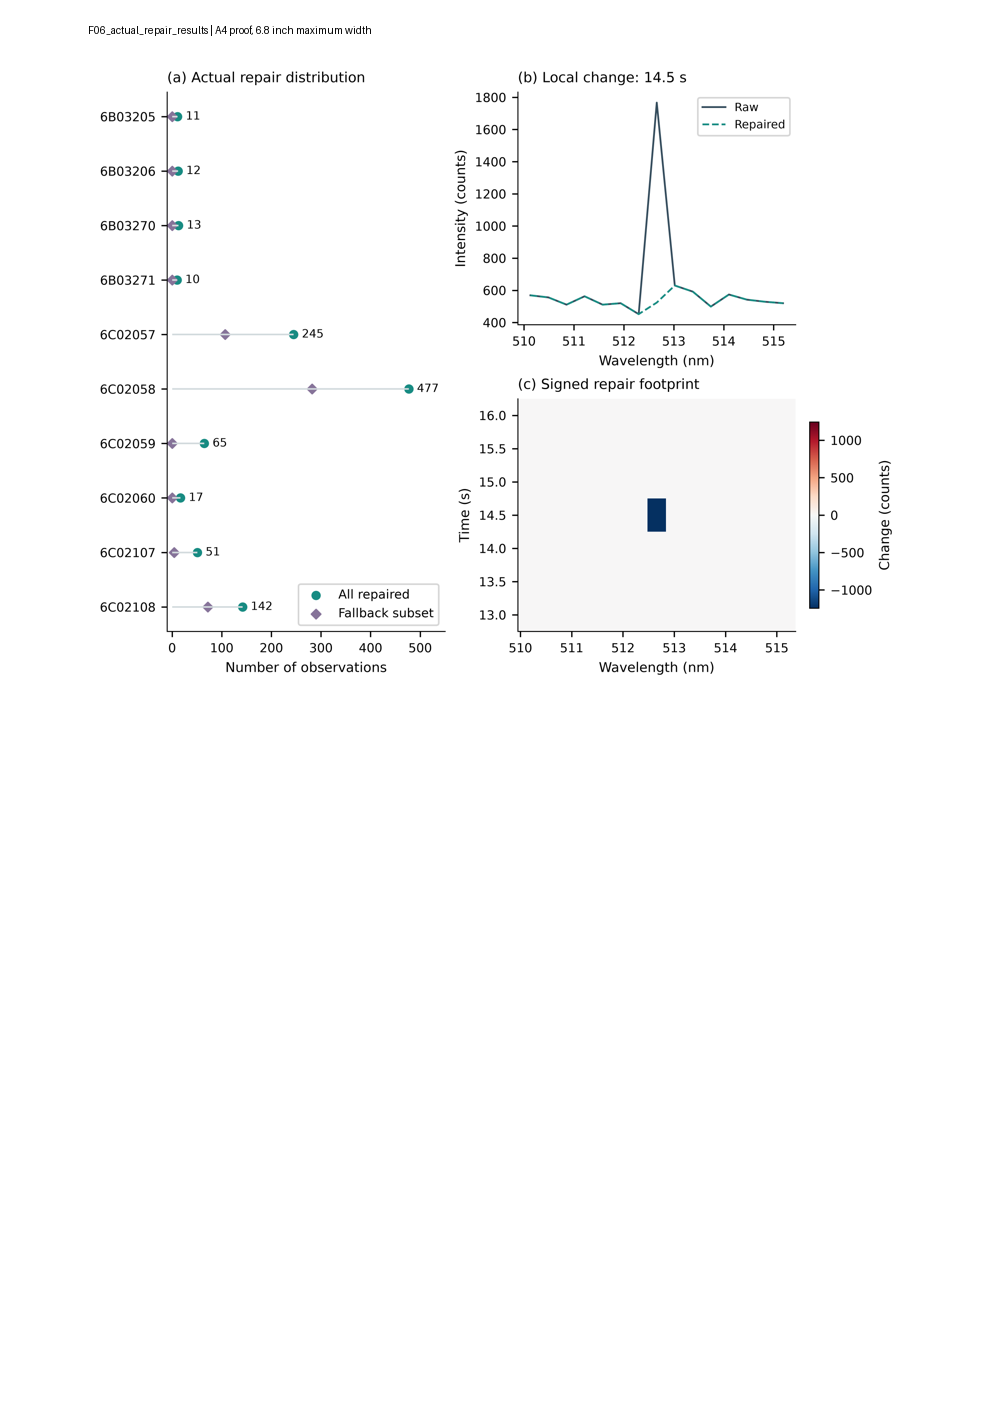 F06_actual_repair_results | A4 proof, 6.8 inch maximum width
(a) Actual repair distribution
6B03205
11
6B03206
12
6B03270
13
6B03271
10
6C02057
245
6C02058
477
6C02059
65
6C02060
17
6C02107
51
6C02108
142
All repaired
Fallback subset
0 100 200 300 400 500
Number of observations
(b) Local change: 14.5 s
Raw
Repaired
1800
1600
1400
1200
1000
800
600
400
Intensity (counts)
510 511 512 513 514 515
Wavelength (nm)
(c) Signed repair footprint
16.0
15.5
15.0
14.5
14.0
13.5
13.0
Time (s)
510 511 512 513 514 515
Wavelength (nm)
1000
500
0
−500
−1000
Change (counts)